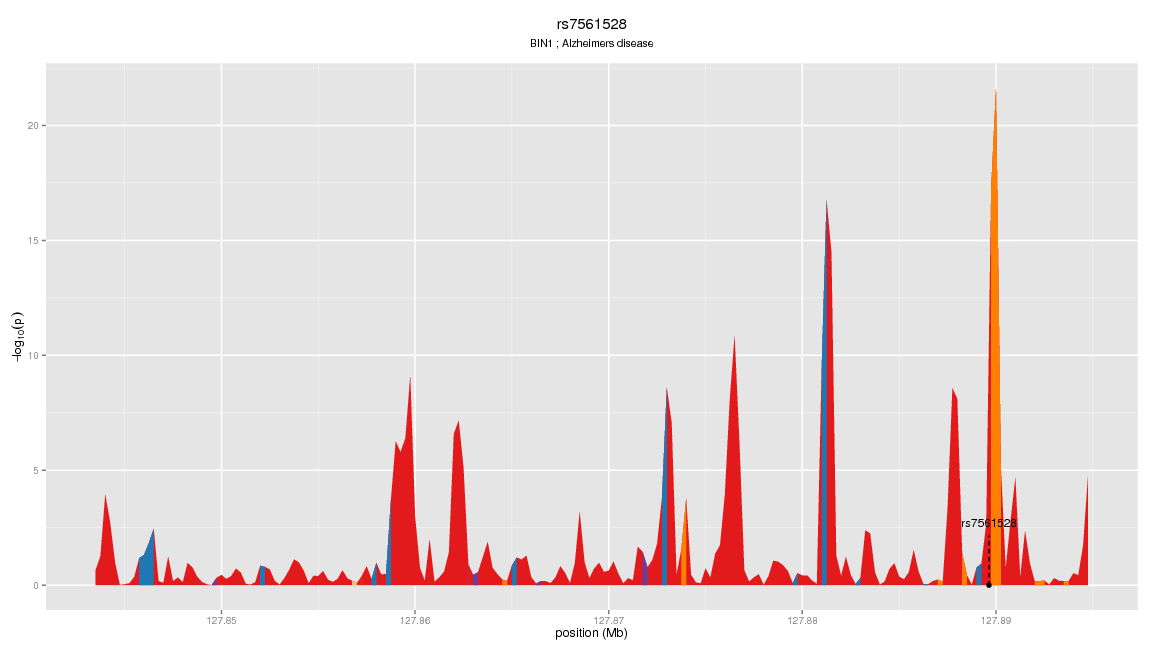 rs7561528
BIN1 ; Alzheimers disease
−log10(p)
20
15
10
5
0
rs7561528
127.85 127.86 127.87 127.88 127.89
position (Mb)